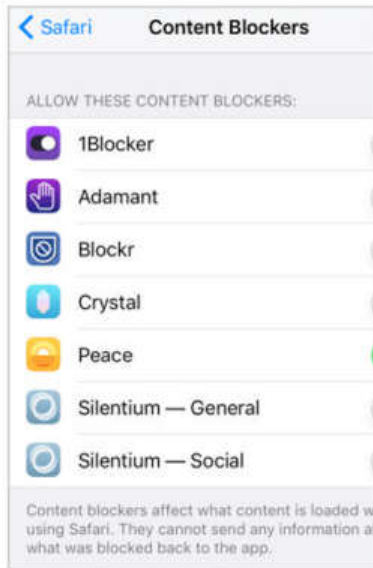 Safari
Content Blockers
ALLOW THESE CONTENT BLOCKERS:
1Blocker
Adamant
Blockr
Crystal
Peace
Silentium — General
Silentium — Social
Content blockers affect what content is loaded w
using Safari. They cannot send any information a
what was blocked back to the app.